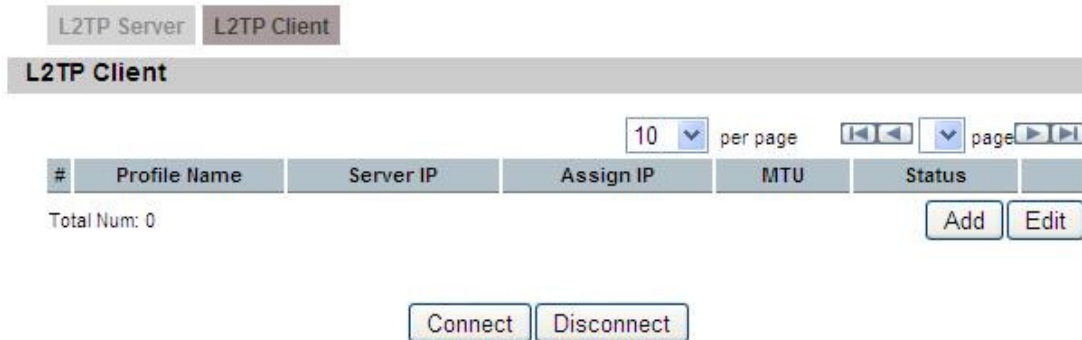 L2TP Server L2TP Client
L2TP Client
10 per page page
# Profile Name Server IP Assign IP MTU Status
Total Num: 0 Add Edit
Connect Disconnect